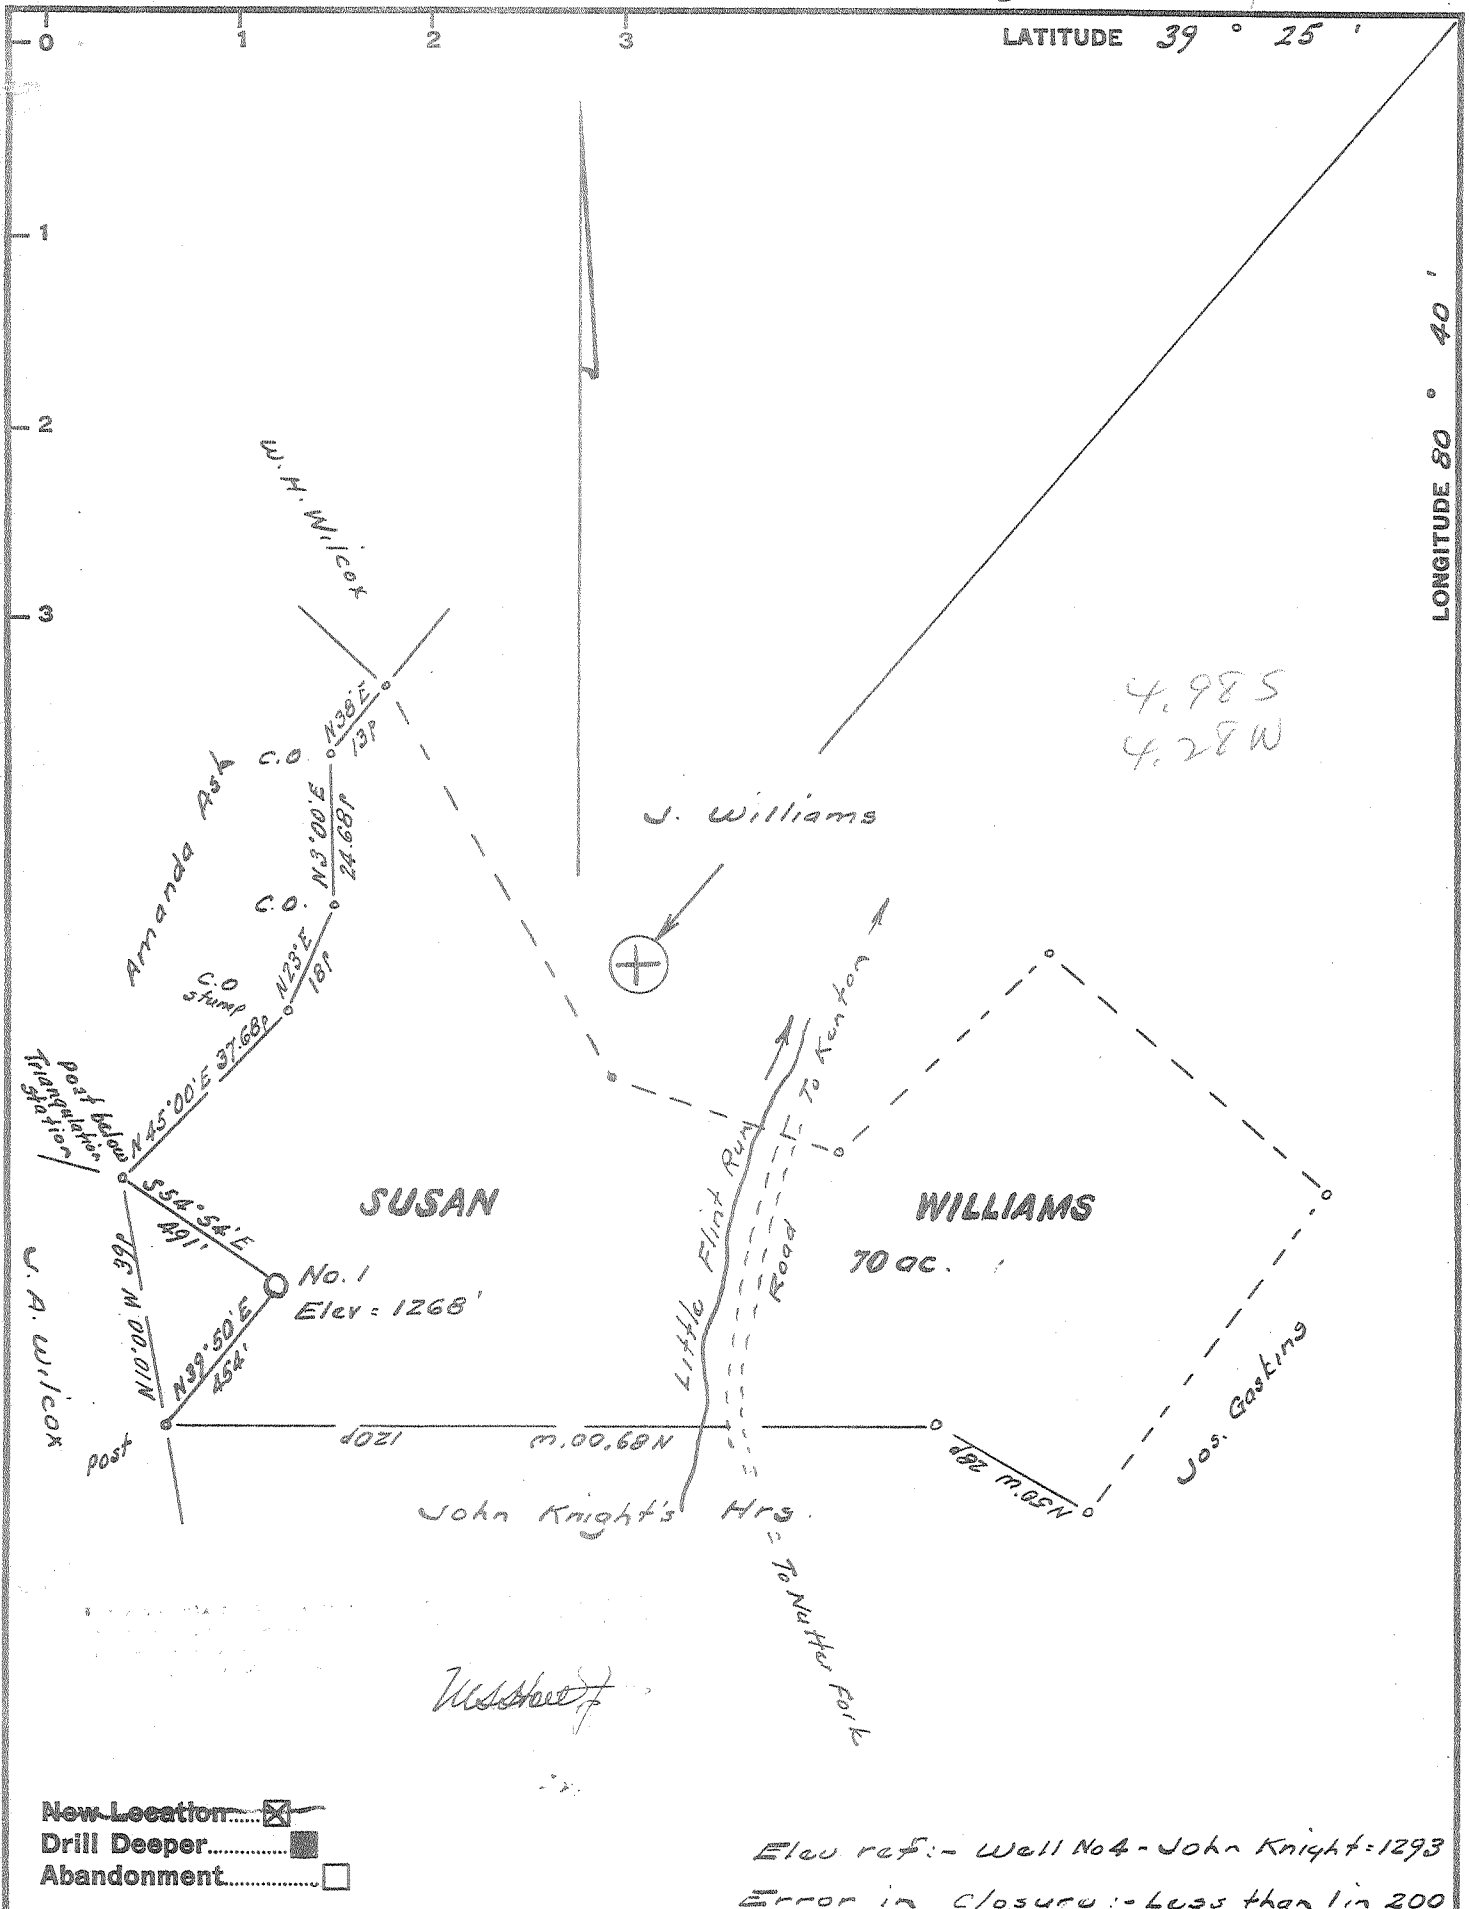 0 1 2 3
LATITUDE 39 ° 25 '
1
2
3
LONGITUDE 80 ° 40 '
W. H. Wilcox
4.98 S
4.28 W
N38°E
13P
C.O.
N3°00'E
24.68P
Amanda Ash
J. Williams
C.O.
N23°E
18P
C.O
stump
N45°00'E 37.68P
post below
Triangulation
station
To Kenton
S54°54'E
491'
SUSAN
WILLIAMS
70 ac.
Little Flint Run
Road
No. 1
Elev = 1268'
N10.00 W 39P
N39°50'E
454'
J. A. Wilcox
post
N89.00.W 120P
N50.W 28P
Jos. Gaskins
John Knight's Hrs.
To Nutter Fork
New Location
Drill Deeper
Abandonment
Elev ref:- Well No4 - John Knight = 1293
Error in Closure :- Less than 1 in 200